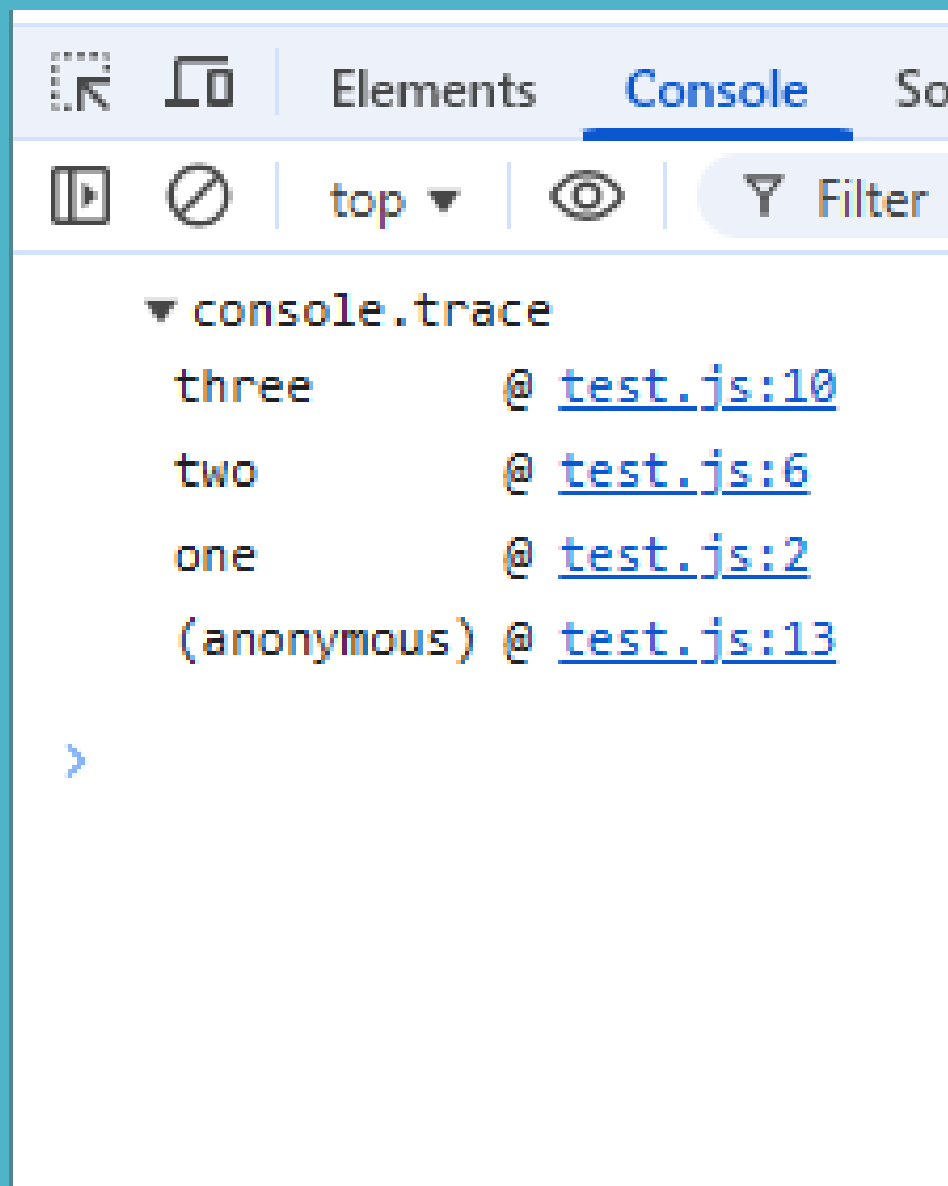 Elements Console So
top Filter
console.trace
three @ test.js:10
two @ test.js:6
one @ test.js:2
(anonymous) @ test.js:13